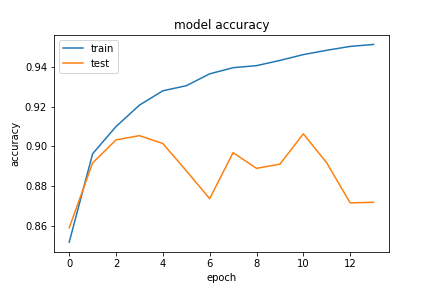 model accuracy
train
test
0.94
0.92
0.90
0.88
0.86
accuracy
0 2 4 6 8 10 12
epoch